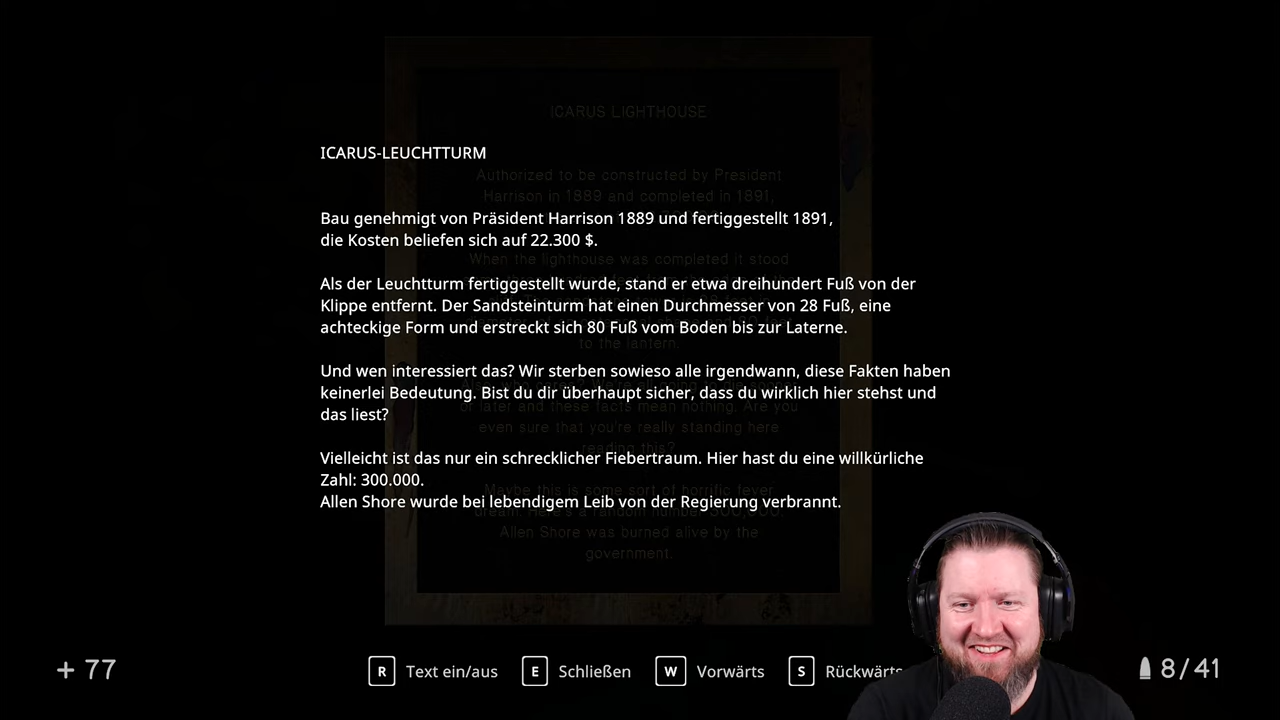 ICARUS LIGHTHOUSE
ICARUS-LEUCHTTURM
Authorized to be constructed by President
Harrison in 1889 and completed in 1891,
Bau genehmigt von Präsident Harrison 1889 und fertiggestellt 1891,
die Kosten beliefen sich auf 22.300 $.
When the lighthouse was completed it stood
Als der Leuchtturm fertiggestellt wurde, stand er etwa dreihundert Fuß von der
Klippe entfernt. Der Sandsteinturm hat einen Durchmesser von 28 Fuß, eine
achteckige Form und erstreckt sich 80 Fuß vom Boden bis zur Laterne.
to the lantern.
Und wen interessiert das? Wir sterben sowieso alle irgendwann, diese Fakten haben
keinerlei Bedeutung. Bist du dir überhaupt sicher, dass du wirklich hier stehst und
das liest?
or later and these facts mean nothing. Are you
even sure that you're really standing here
reading this?
Vielleicht ist das nur ein schrecklicher Fiebertraum. Hier hast du eine willkürliche
Zahl: 300.000.
Maybe this is some sort of horrific fever
Allen Shore wurde bei lebendigem Leib von der Regierung verbrannt.
Allen Shore was burned alive by the
government.
+ 77
R Text ein/aus E Schließen W Vorwärts S Rückwärts
8/41